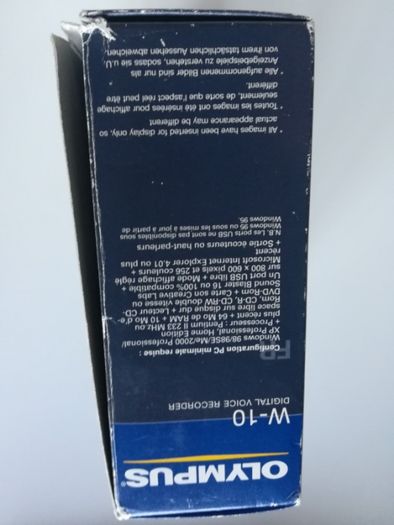 OLYMPUS
W-10
DIGITAL VOICE RECORDER
FR
Configuration PC minimale requise :
Windows 98/98SE/Me/2000 Professional/
XP Professional, Home Edition
+ Processeur : Pentium II 233 MHz ou
plus récent + 64 Mo de RAM + 10 Mo d'e-
space libre sur disque dur + Lecteur CD-
Rom, CD-R, CD-RW double vitesse ou
DVD-Rom + Carte son Creative Labs
Sound Blaster 16 ou 100% compatible +
Un port USB libre + Mode affichage réglé
sur 800 x 600 pixels et 256 couleurs +
Microsoft Internet Explorer 4.01 ou plus
récent
+ Sortie écouteur ou haut-parleurs
N.B. Les ports USB ne sont pas disponibles sous
Windows 95 ou sous les mises à jour à partir de
Windows 95.
* All images have been inserted for display only, so
actual appearance may be different
* Toutes les images ont été insérées pour affichage
seulement, de sorte que l'aspect réel peut être
différent.
* Alle aufgenommenen Bilder sind nur als
Anzeigebeispiele zu verstehen, sodass sie u.U.
von ihrem tatsächlichen Aussehen abweichen.